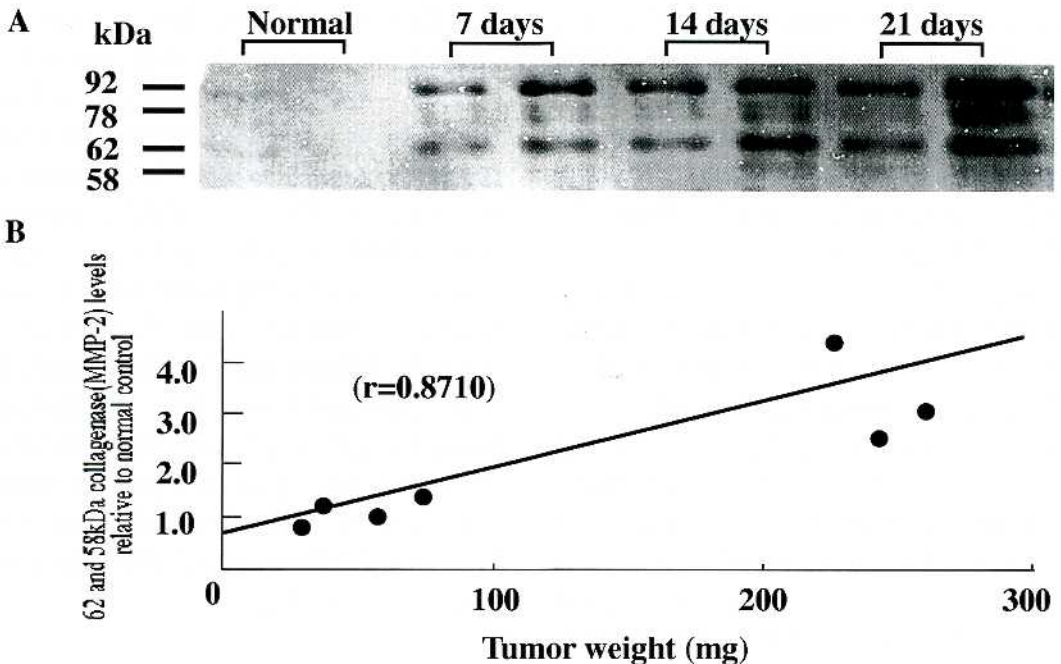 A
kDa
Normal
7 days
14 days
21 days
92
78
62
58
B
62 and 58kDa collagenase(MMP-2) levels
relative to normal control
4.0
3.0
2.0
1.0
(r=0.8710)
0
100
200
300
Tumor weight (mg)